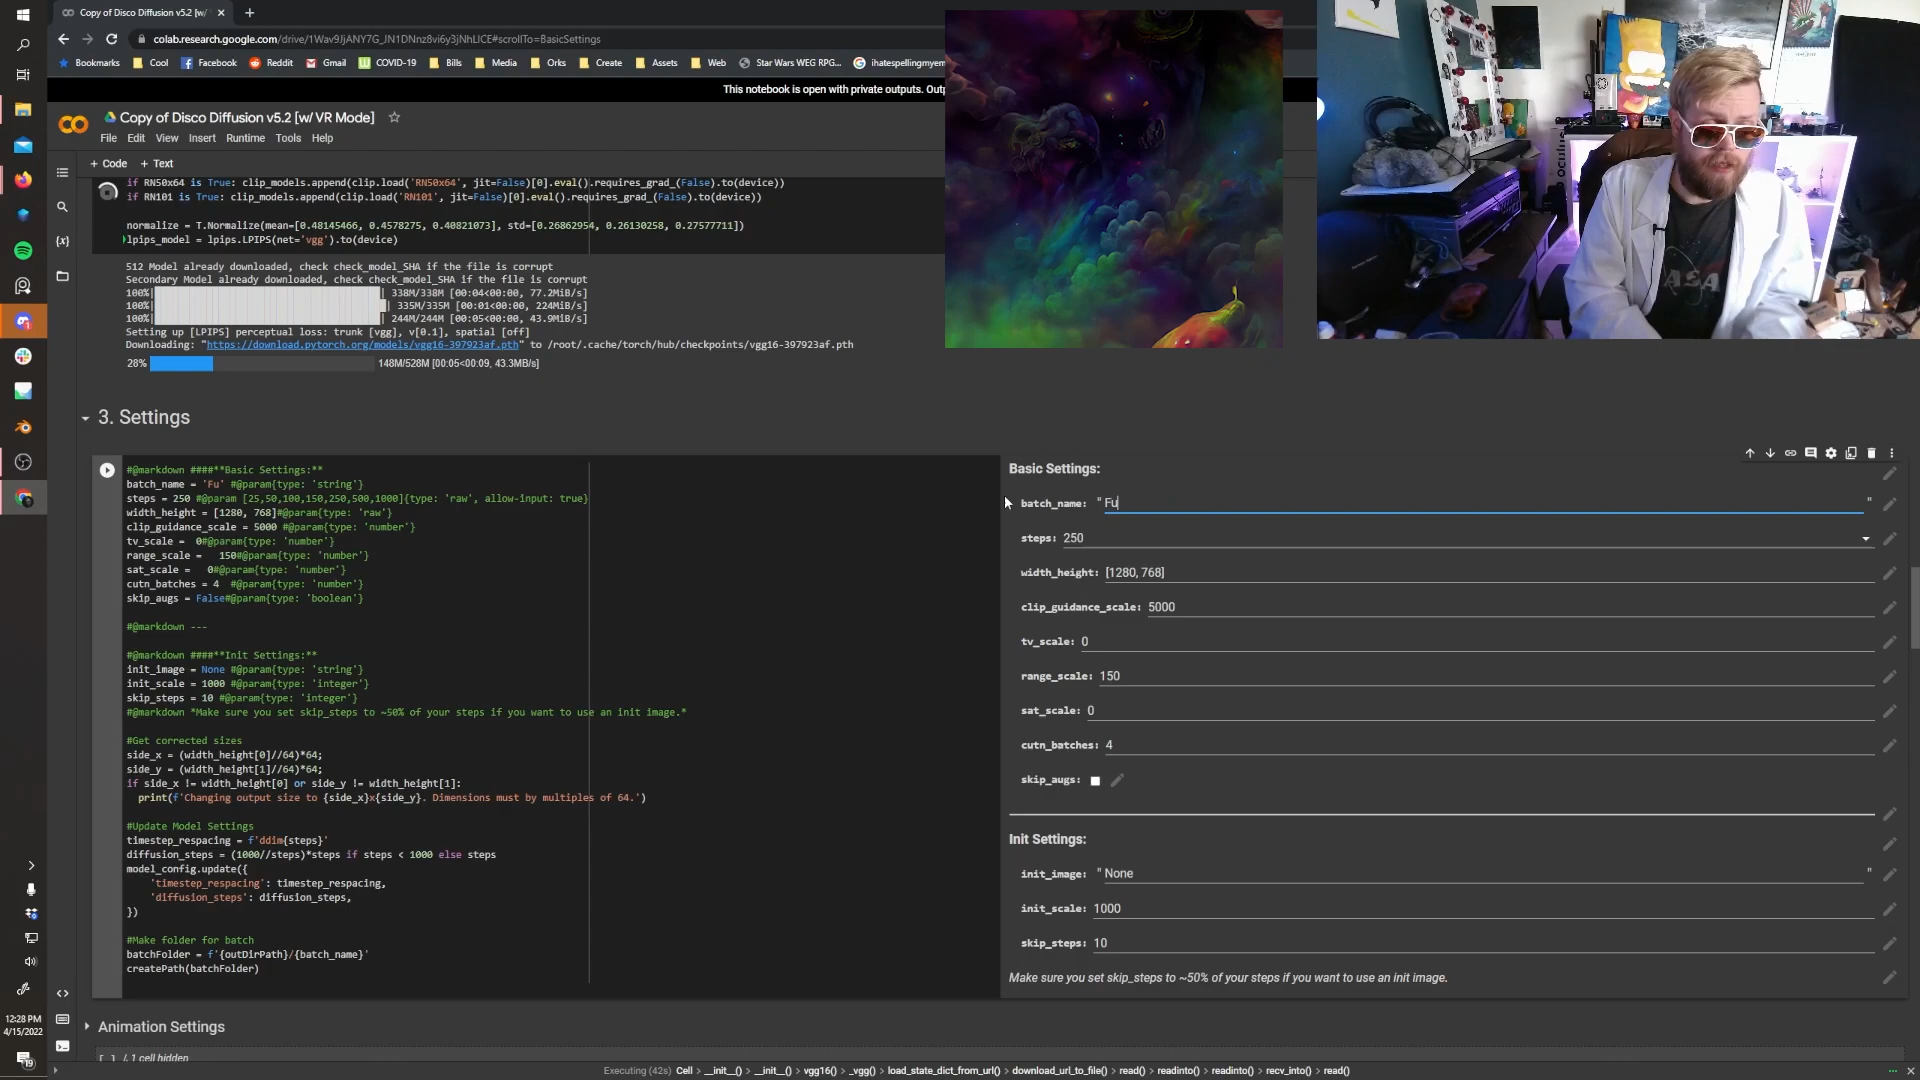 Copy of Disco Diffusion v5.2 [w/
colab.research.google.com/drive/1Wav9JjANY7G_JN1DNnz8vi6y3jNhLICE#scrollTo=BasicSettings
Bookmarks Cool Facebook Reddit Gmail COVID-19 Bills Media Orks Create Assets Web Star Wars WEG RPG... ihatespellingmyem
This notebook is open with private outputs. Outp
Copy of Disco Diffusion v5.2 [w/ VR Mode]
File Edit View Insert Runtime Tools Help
+ Code + Text
if RN50x64 is True: clip_models.append(clip.load('RN50x64', jit=False)[0].eval().requires_grad_(False).to(device))
if RN101 is True: clip_models.append(clip.load('RN101', jit=False)[0].eval().requires_grad_(False).to(device))
normalize = T.Normalize(mean=[0.48145466, 0.4578275, 0.40821073], std=[0.26862954, 0.26130258, 0.27577711])
lpips_model = lpips.LPIPS(net='vgg').to(device)
512 Model already downloaded, check check_model_SHA if the file is corrupt
Secondary Model already downloaded, check check_model_SHA if the file is corrupt
100%| | 338M/338M [00:04<00:00, 77.2MiB/s]
100%| | 335M/335M [00:01<00:00, 224MiB/s]
100%| | 244M/244M [00:05<00:00, 43.9MiB/s]
Setting up [LPIPS] perceptual loss: trunk [vgg], v[0.1], spatial [off]
Downloading: "https://download.pytorch.org/models/vgg16-397923af.pth" to /root/.cache/torch/hub/checkpoints/vgg16-397923af.pth
28% 148M/528M [00:05<00:09, 43.3MB/s]
3. Settings
#@markdown ####**Basic Settings:**
batch_name = 'Fu' #@param{type: 'string'}
steps = 250 #@param [25,50,100,150,250,500,1000]{type: 'raw', allow-input: true}
width_height = [1280, 768]#@param{type: 'raw'}
clip_guidance_scale = 5000 #@param{type: 'number'}
tv_scale =  0#@param{type: 'number'}
range_scale =   150#@param{type: 'number'}
sat_scale =   0#@param{type: 'number'}
cutn_batches = 4  #@param{type: 'number'}
skip_augs = False#@param{type: 'boolean'}
#@markdown ---
#@markdown ####**Init Settings:**
init_image = None #@param{type: 'string'}
init_scale = 1000 #@param{type: 'integer'}
skip_steps = 10 #@param{type: 'integer'}
#@markdown *Make sure you set skip_steps to ~50% of your steps if you want to use an init image.*
#Get corrected sizes
side_x = (width_height[0]//64)*64;
side_y = (width_height[1]//64)*64;
if side_x != width_height[0] or side_y != width_height[1]:
print(f'Changing output size to {side_x}x{side_y}. Dimensions must by multiples of 64.')
#Update Model Settings
timestep_respacing = f'ddim{steps}'
diffusion_steps = (1000//steps)*steps if steps < 1000 else steps
model_config.update({
'timestep_respacing': timestep_respacing,
'diffusion_steps': diffusion_steps,
})
#Make folder for batch
batchFolder = f'{outDirPath}/{batch_name}'
createPath(batchFolder)
Basic Settings:
batch_name: " Fu "
steps: 250
width_height: [1280, 768]
clip_guidance_scale: 5000
tv_scale: 0
range_scale: 150
sat_scale: 0
cutn_batches: 4
skip_augs:
Init Settings:
init_image: " None "
init_scale: 1000
skip_steps: 10
Make sure you set skip_steps to ~50% of your steps if you want to use an init image.
Animation Settings
[ ] ↳ 1 cell hidden
Executing (42s) Cell > __init__() > __init__() > vgg16() > _vgg() > load_state_dict_from_url() > download_url_to_file() > read() > readinto() > readinto() > recv_into() > read()
12:28 PM
4/15/2022
19